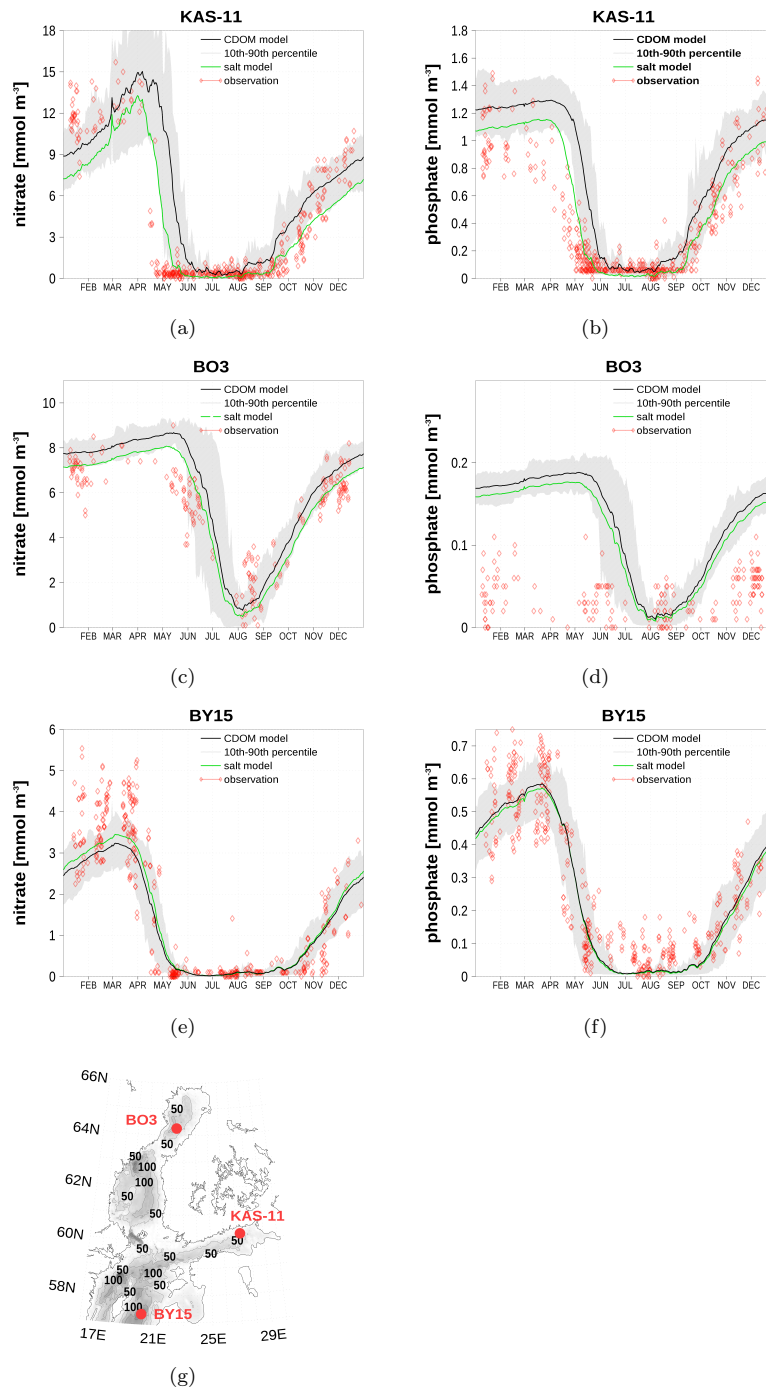 KAS-11
nitrate [mmol m-3]
18
15
12
9
6
3
0
CDOM model
10th-90th percentile
salt model
observation
FEB MAR APR MAY JUN JUL AUG SEP OCT NOV DEC
(a)
KAS-11
phosphate [mmol m-3]
1.8
1.6
1.4
1.2
1
0.8
0.6
0.4
0.2
0
CDOM model
10th-90th percentile
salt model
observation
FEB MAR APR MAY JUN JUL AUG SEP OCT NOV DEC
(b)
BO3
nitrate [mmol m-3]
10
8
6
4
2
0
CDOM model
10th-90th percentile
salt model
observation
FEB MAR APR MAY JUN JUL AUG SEP OCT NOV DEC
(c)
BO3
phosphate [mmol m-3]
0.2
0.1
0
CDOM model
10th-90th percentile
salt model
observation
FEB MAR APR MAY JUN JUL AUG SEP OCT NOV DEC
(d)
BY15
nitrate [mmol m-3]
6
5
4
3
2
1
0
CDOM model
10th-90th percentile
salt model
observation
FEB MAR APR MAY JUN JUL AUG SEP OCT NOV DEC
(e)
BY15
phosphate [mmol m-3]
0.7
0.6
0.5
0.4
0.3
0.2
0.1
0
CDOM model
10th-90th percentile
salt model
observation
FEB MAR APR MAY JUN JUL AUG SEP OCT NOV DEC
(f)
66N
50
BO3
64N
50
50
100
62N
100
50
50
KAS-11
60N
50
50
50
50
50
100
100
58N
50
50
100
BY15
17E 21E 25E 29E
(g)